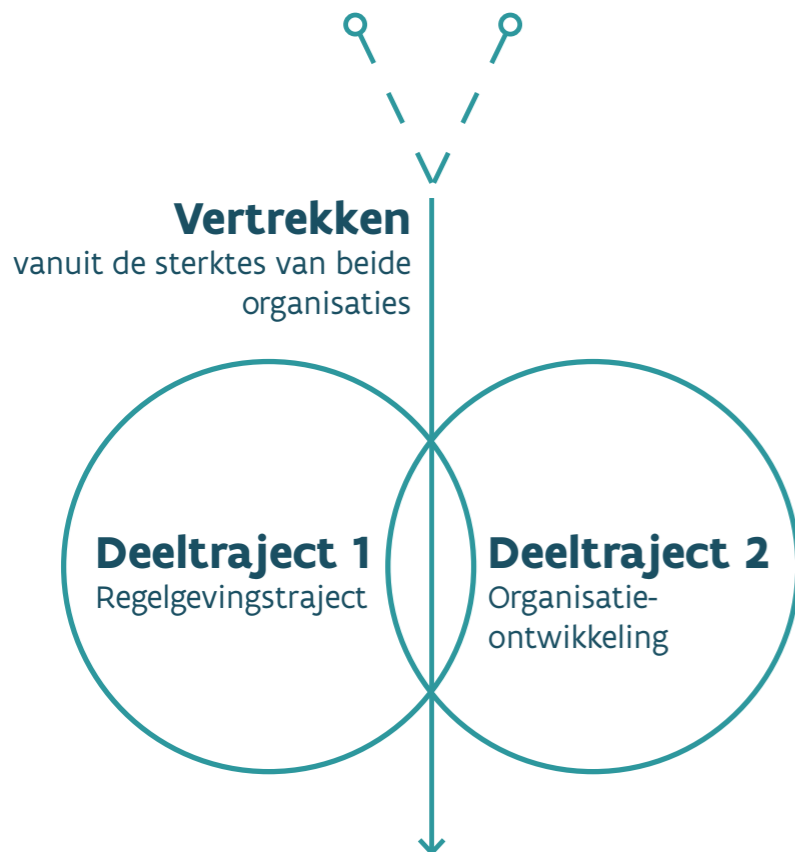 Vertrekken
vanuit de sterktes van beide
organisaties
Deeltraject 1
Regelgevingstraject
Deeltraject 2
Organisatie-
ontwikkeling